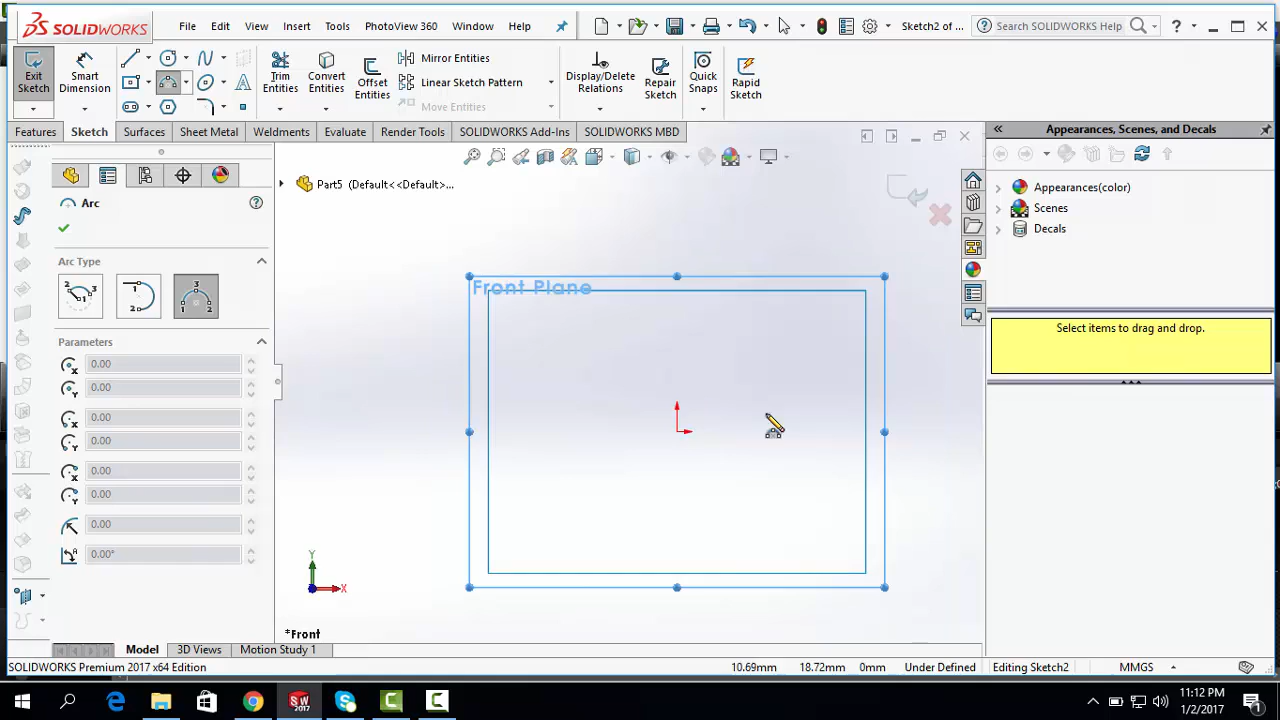 SOLIDWORKS File Edit View Insert Tools PhotoView 360 Window Help Sketch2 of ... Search SOLIDWORKS Help ?
Exit Sketch
Smart Dimension
Trim Entities
Convert Entities
Offset Entities
Mirror Entities
Linear Sketch Pattern
Move Entities
Display/Delete Relations
Repair Sketch
Quick Snaps
Rapid Sketch
Features Sketch Surfaces Sheet Metal Weldments Evaluate Render Tools SOLIDWORKS Add-Ins SOLIDWORKS MBD
Appearances, Scenes, and Decals
Part5 (Default<<Default>...
Arc
Appearances(color)
Scenes
Decals
Arc Type
Front Plane
Select items to drag and drop.
Parameters
0.00
0.00
0.00
0.00
0.00
0.00
0.00
0.00°
Y
X
*Front
Model 3D Views Motion Study 1
SOLIDWORKS Premium 2017 x64 Edition 10.69mm 18.72mm 0mm Under Defined Editing Sketch2 MMGS
11:12 PM
1/2/2017